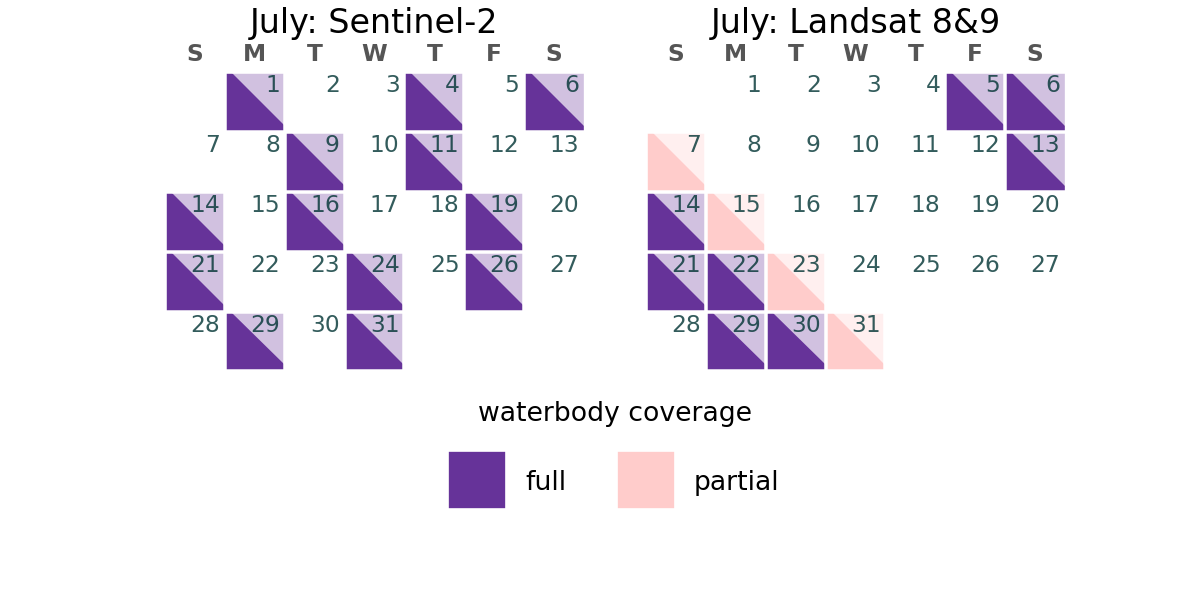 July: Sentinel-2
S M T W T F S
1 2 3 4 5 6
7 8 9 10 11 12 13
14 15 16 17 18 19 20
21 22 23 24 25 26 27
28 29 30 31
July: Landsat 8&9
S M T W T F S
1 2 3 4 5 6
7 8 9 10 11 12 13
14 15 16 17 18 19 20
21 22 23 24 25 26 27
28 29 30 31
waterbody coverage
full partial